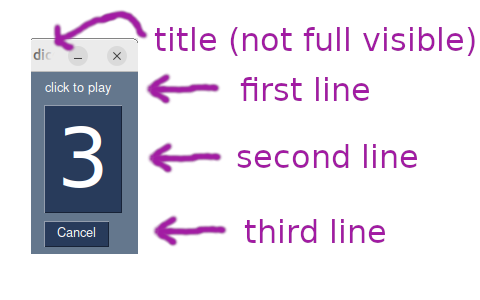 title (not full visible)
dic
click to play
first line
3
second line
Cancel
third line